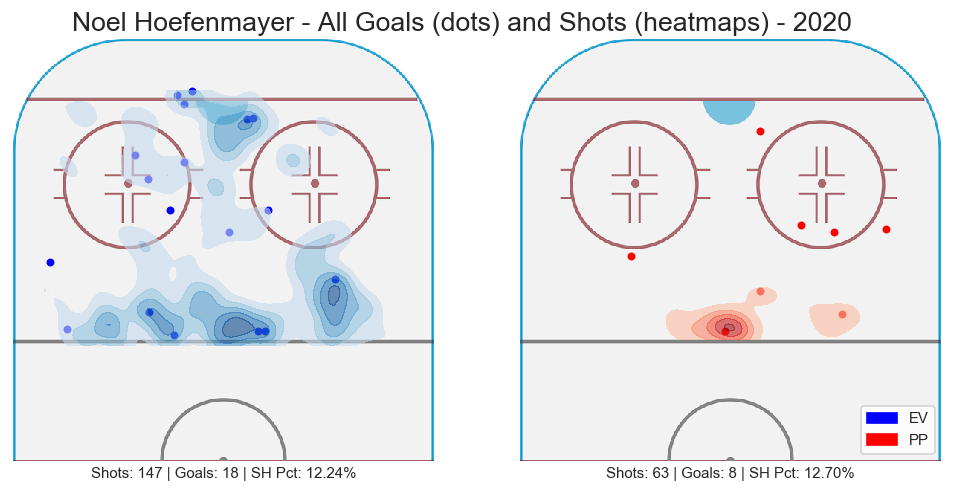 Noel Hoefenmayer - All Goals (dots) and Shots (heatmaps) - 2020
EV
PP
Shots: 147 | Goals: 18 | SH Pct: 12.24%
Shots: 63 | Goals: 8 | SH Pct: 12.70%